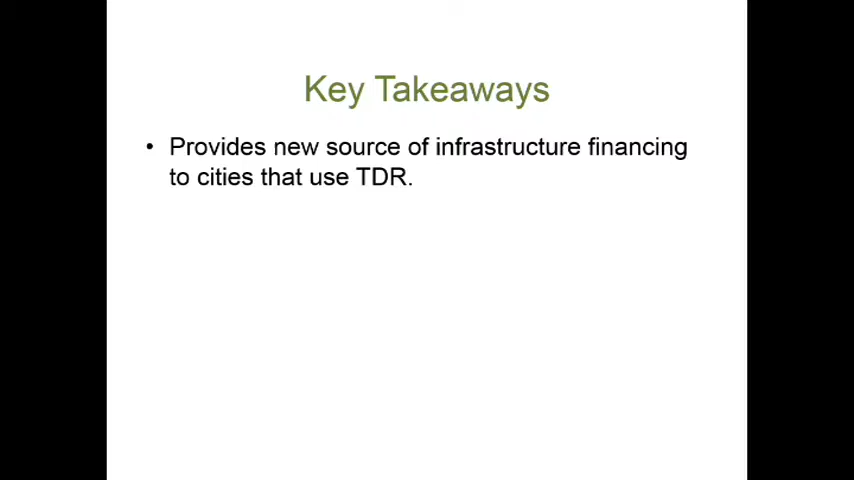 Key Takeaways
• Provides new source of infrastructure financing
to cities that use TDR.